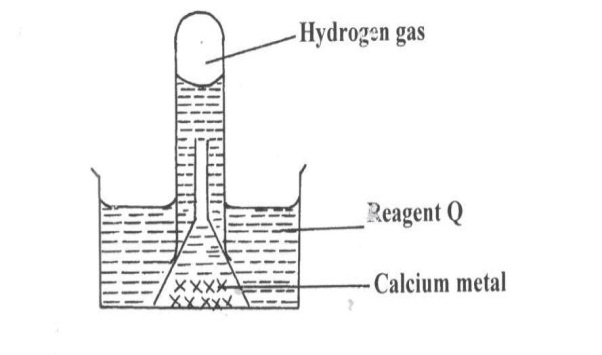 Hydrogen gas
Reagent Q
Calcium metal